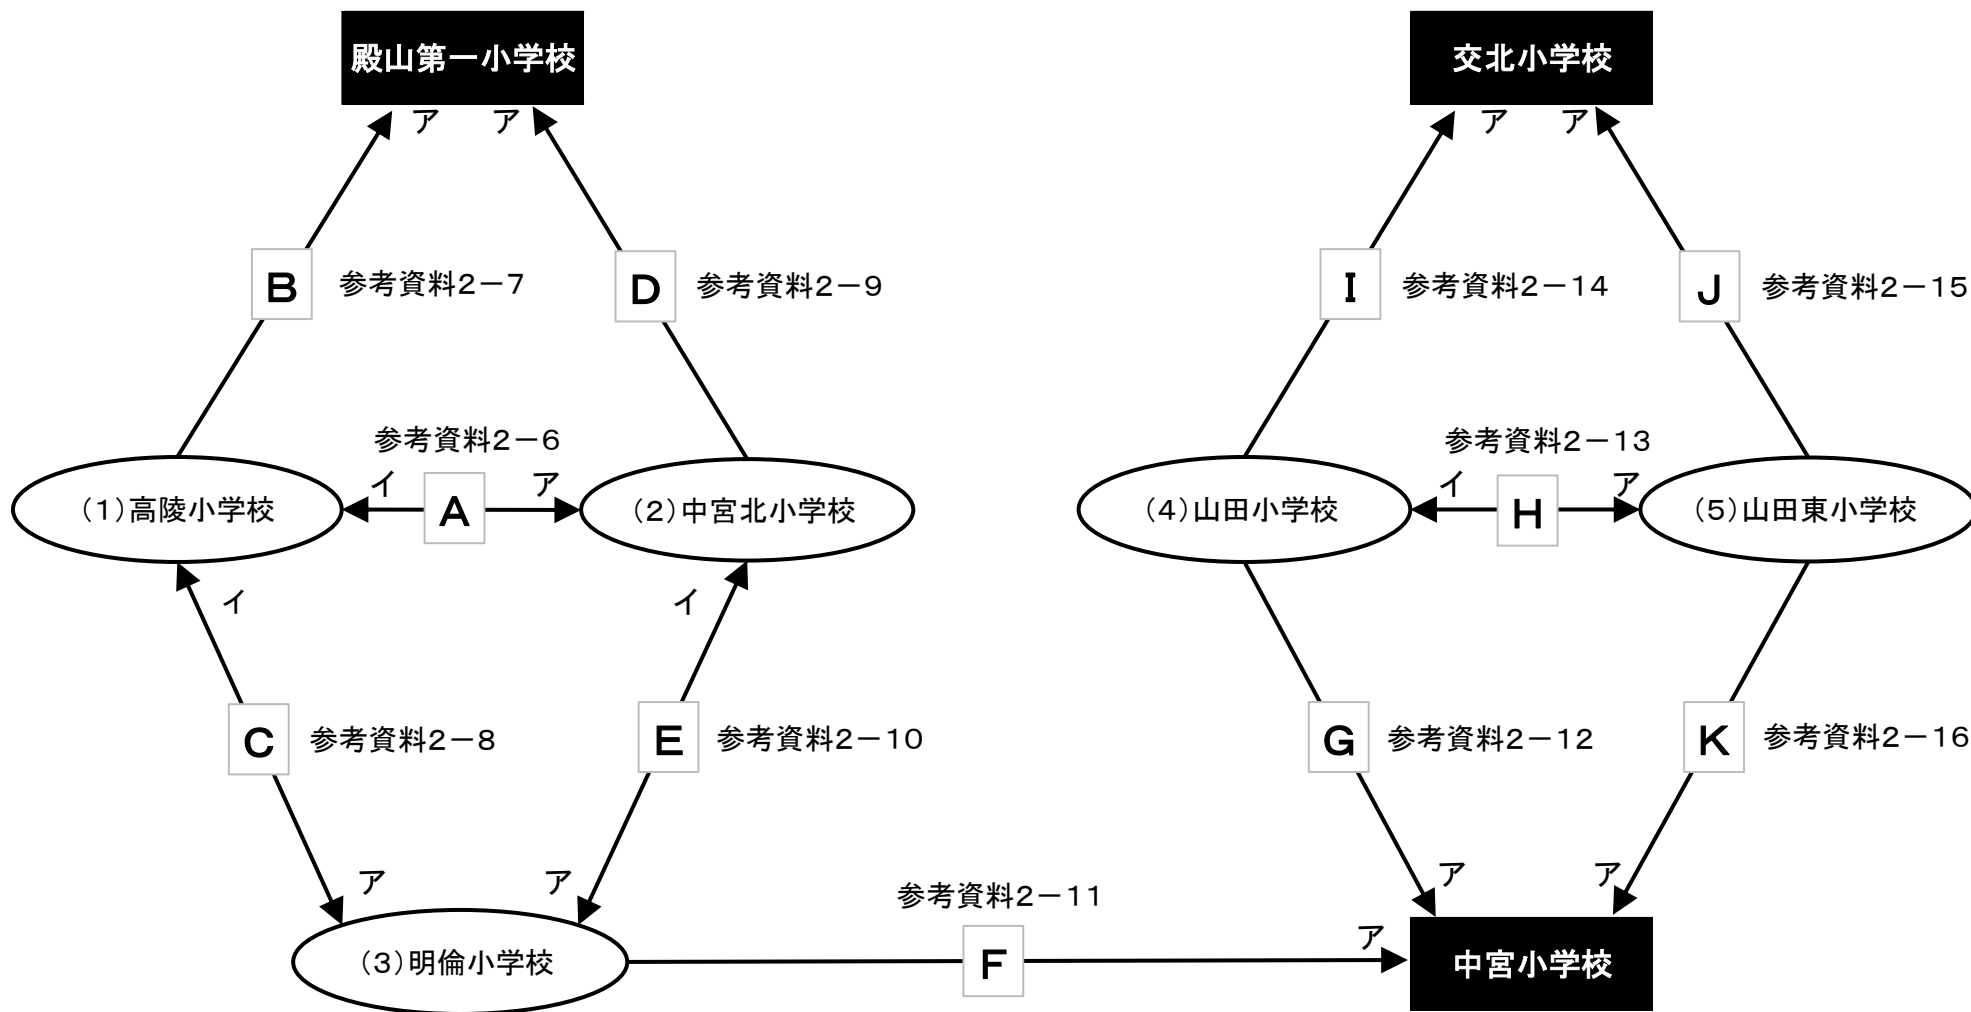 殿山第一小学校
交北小学校
ア ア
ア ア
B 参考資料2-7
D 参考資料2-9
I 参考資料2-14
J 参考資料2-15
参考資料2-6
参考資料2-13
(1)高陵小学校
イ A ア
(2)中宮北小学校
(4)山田小学校
イ H ア
(5)山田東小学校
イ
イ
C 参考資料2-8
E 参考資料2-10
G 参考資料2-12
K 参考資料2-16
ア
ア
ア
ア
参考資料2-11
(3)明倫小学校
F
ア
中宮小学校